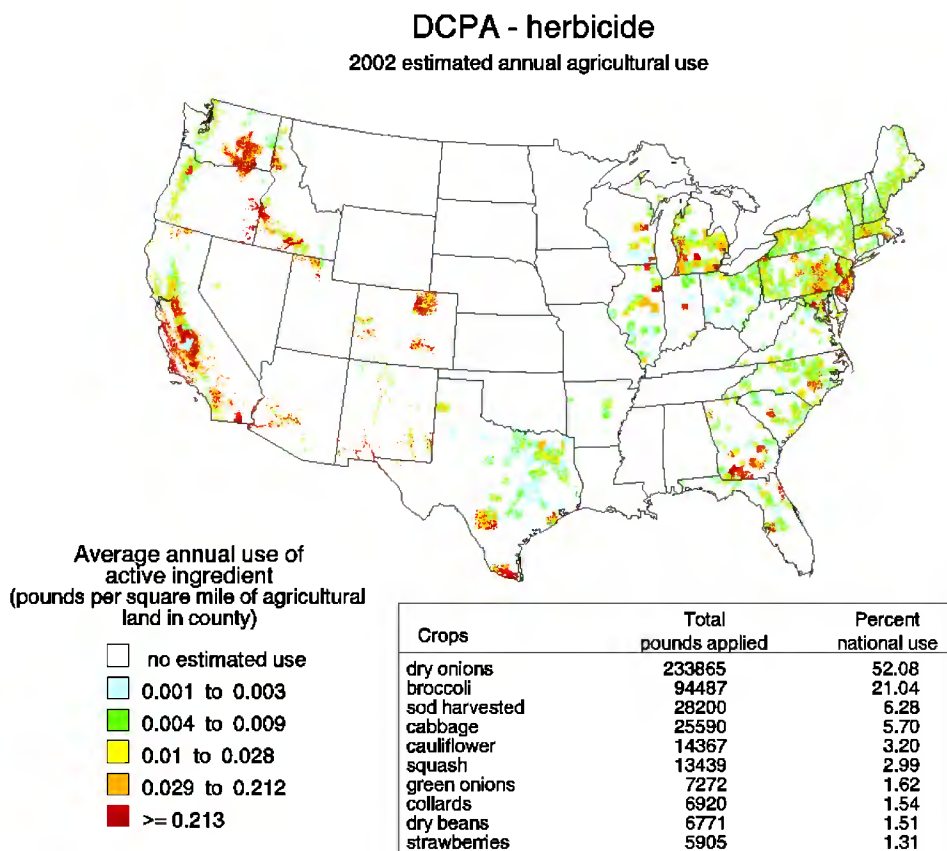 DCPA - herbicide
2002 estimated annual agricultural use
Average annual use of
active ingredient
(pounds per square mile of agricultural
land in county)
no estimated use
0.001 to 0.003
0.004 to 0.009
0.01 to 0.028
0.029 to 0.212
>= 0.213
Crops Total pounds applied Percent national use
dry onions 233865 52.08
broccoli 94487 21.04
sod harvested 28200 6.28
cabbage 25590 5.70
cauliflower 14367 3.20
squash 13439 2.99
green onions 7272 1.62
collards 6920 1.54
dry beans 6771 1.51
strawberries 5905 1.31